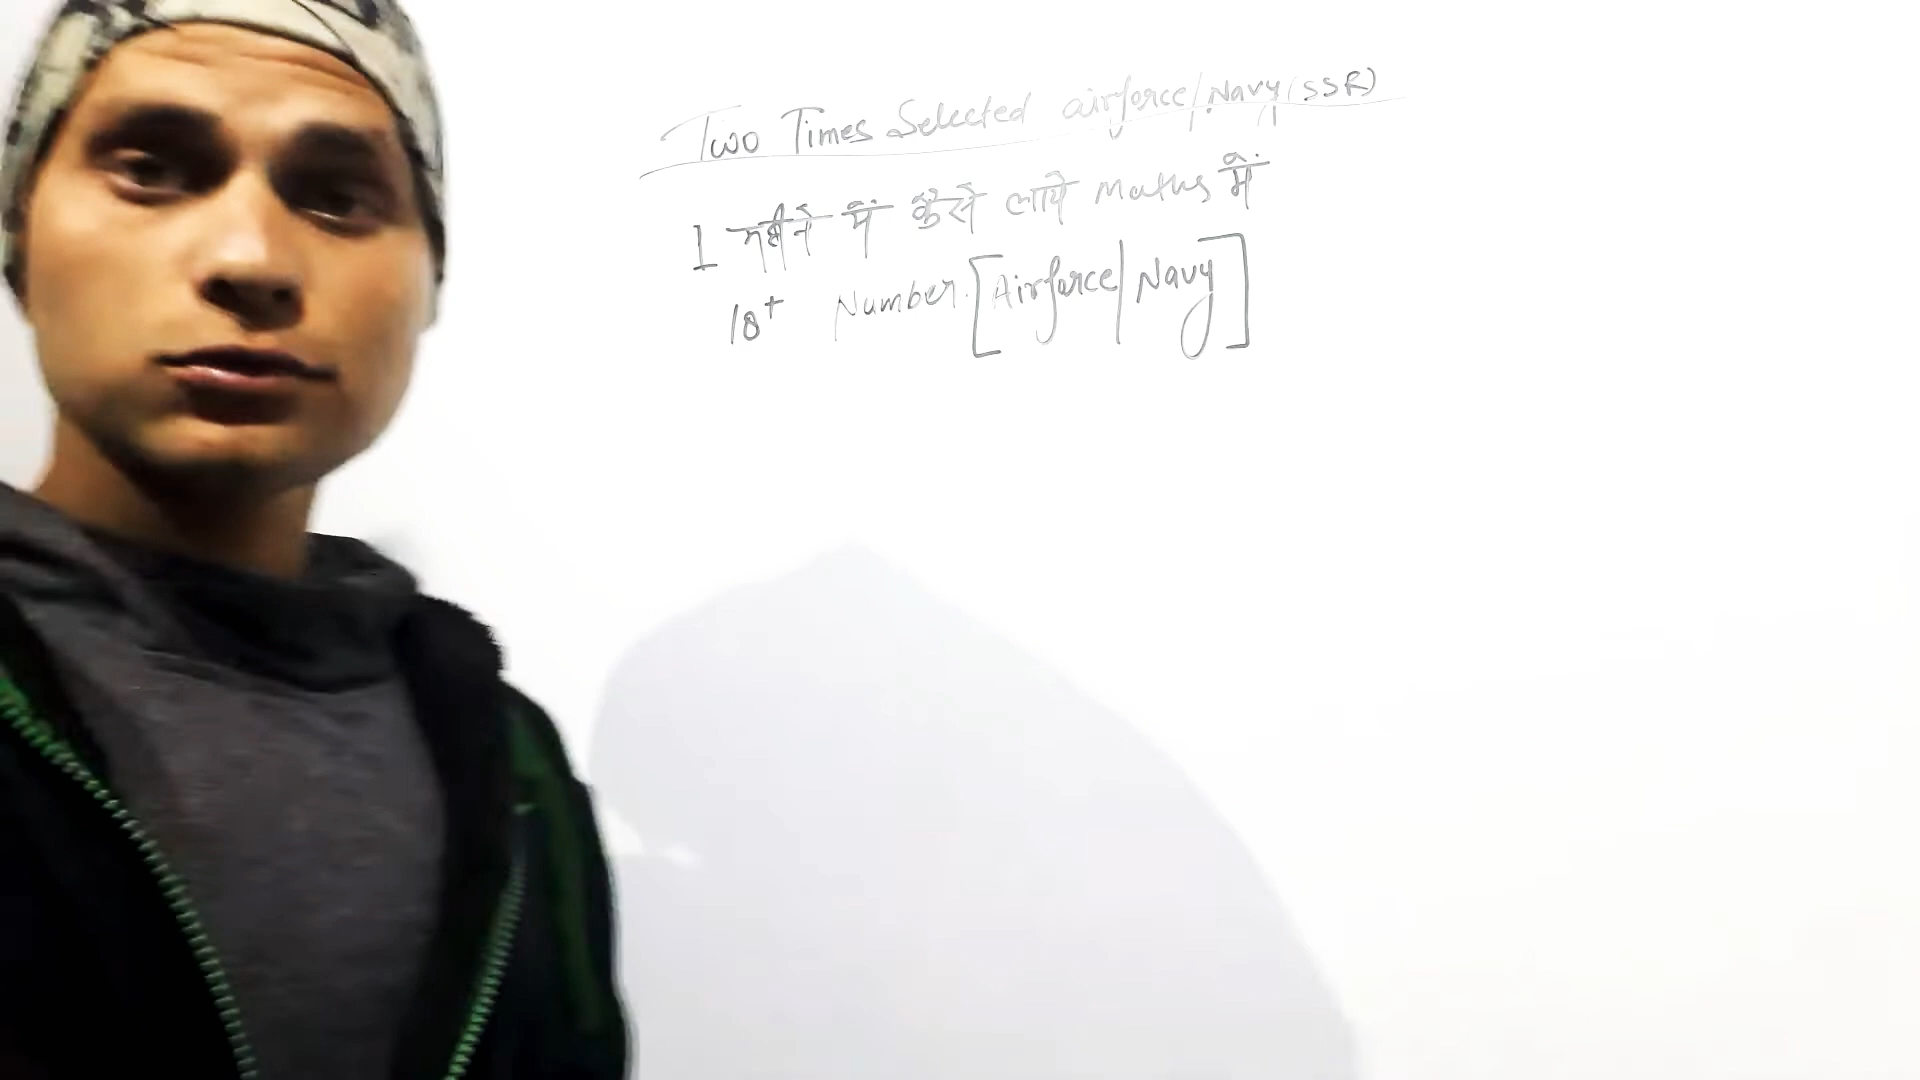 Two Times Selected airforce/Navy(SSR)
1 महीने में कैसे लाये Maths में
18+ Number. [Airforce/Navy]